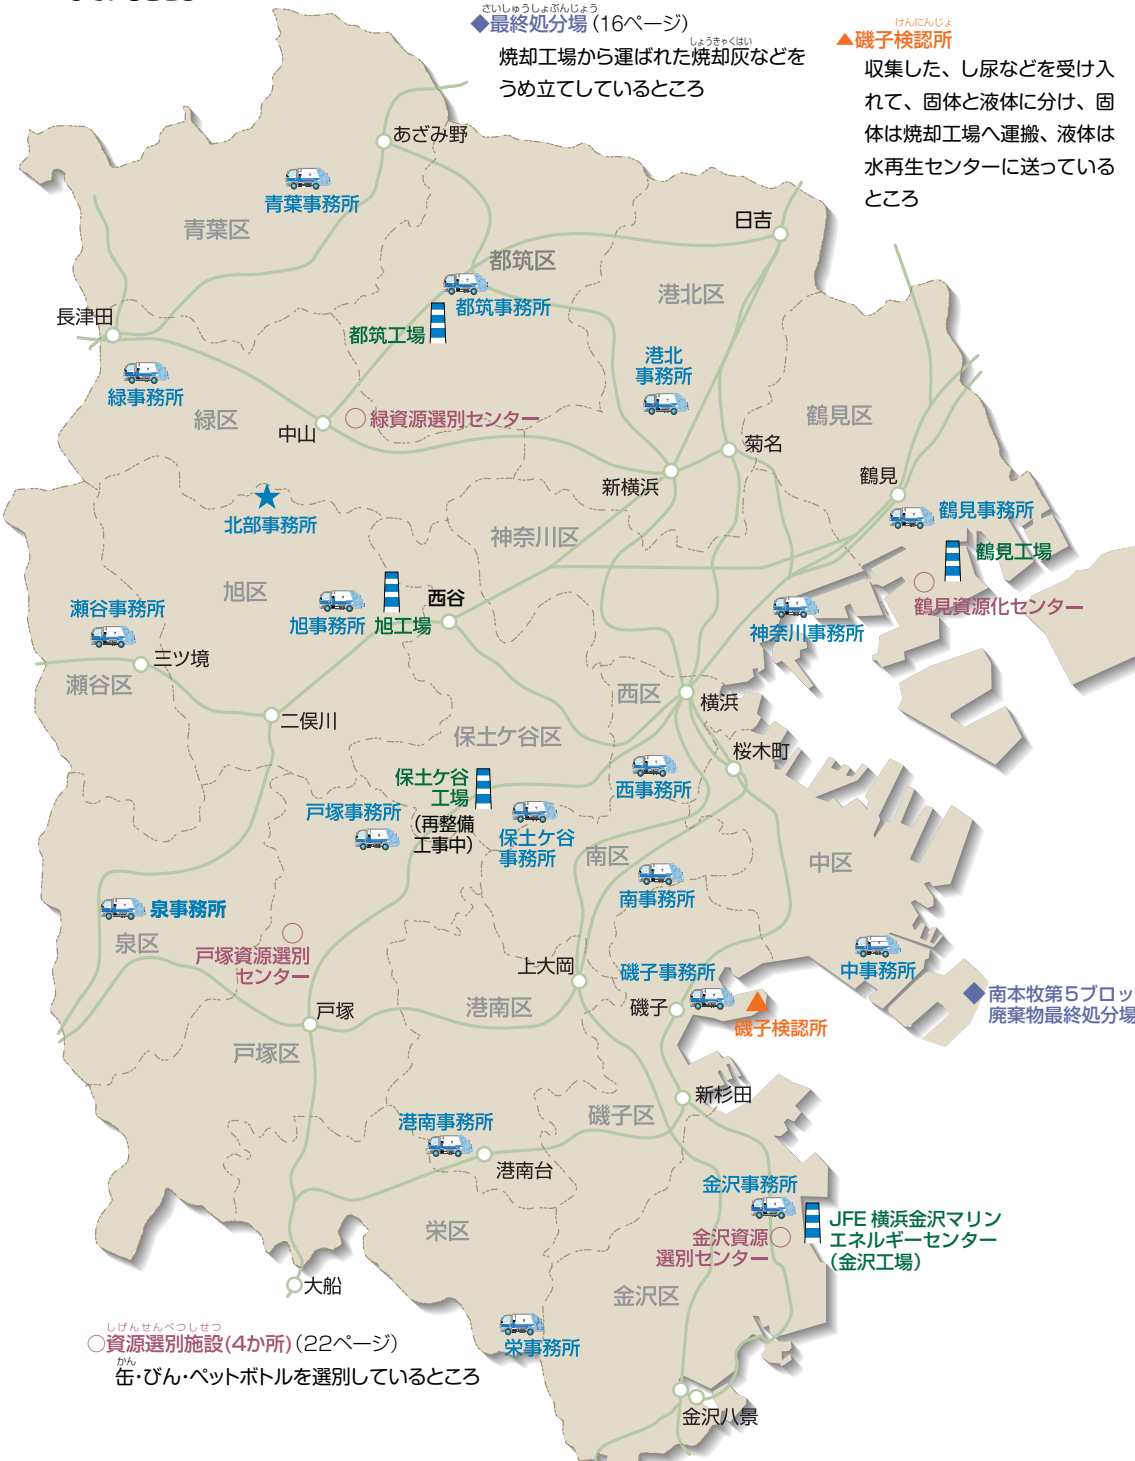 さいしゅうしょぶんじょう
◆最終処分場(16ページ)
しょうきゃくはい
焼却工場から運ばれた焼却灰などを
うめ立てしているところ
けんにんじょ
▲磯子検認所
収集した、し尿などを受け入
れて、固体と液体に分け、固
体は焼却工場へ運搬、液体は
水再生センターに送っている
ところ
あざみ野
青葉事務所
青葉区
日吉
都筑区
都筑事務所
港北区
長津田
都筑工場
港北
事務所
緑事務所
緑区
中山
○緑資源選別センター
鶴見区
菊名
新横浜
鶴見
★
北部事務所
神奈川区
鶴見事務所
鶴見工場
旭区
瀬谷事務所
旭事務所
旭工場
西谷
○
鶴見資源化センター
神奈川事務所
三ツ境
瀬谷区
西区
横浜
二俣川
保土ケ谷区
桜木町
保土ケ谷
工場
(再整備
工事中)
西事務所
戸塚事務所
保土ケ谷
事務所
南区
中区
南事務所
泉事務所
泉区
○
戸塚資源選別
センター
上大岡
磯子事務所
中事務所
港南区
磯子
▲
磯子検認所
◆南本牧第5ブロッ
廃棄物最終処分場
戸塚
戸塚区
新杉田
磯子区
港南事務所
港南台
金沢事務所
栄区
金沢資源○
選別センター
JFE 横浜金沢マリン
エネルギーセンター
(金沢工場)
大船
金沢区
しげんせんべつしせつ
○資源選別施設(4か所)(22ページ)
かん
缶・びん・ペットボトルを選別しているところ
栄事務所
金沢八景